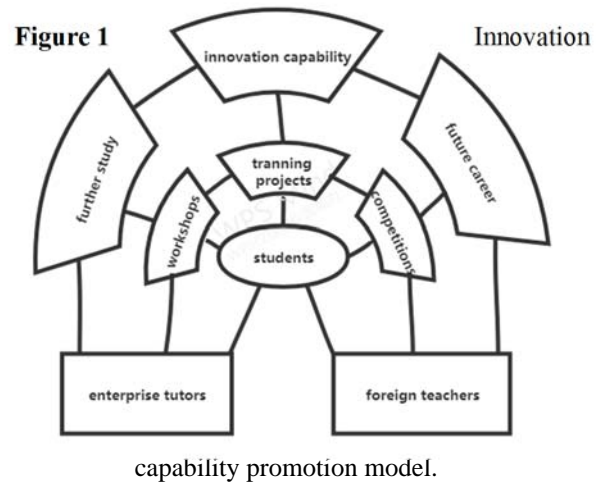 Figure 1 Innovation
innovation capability
further study
future career
tranning
projects
workshops
competitions
students
enterprise tutors
foreign teachers
capability promotion model.